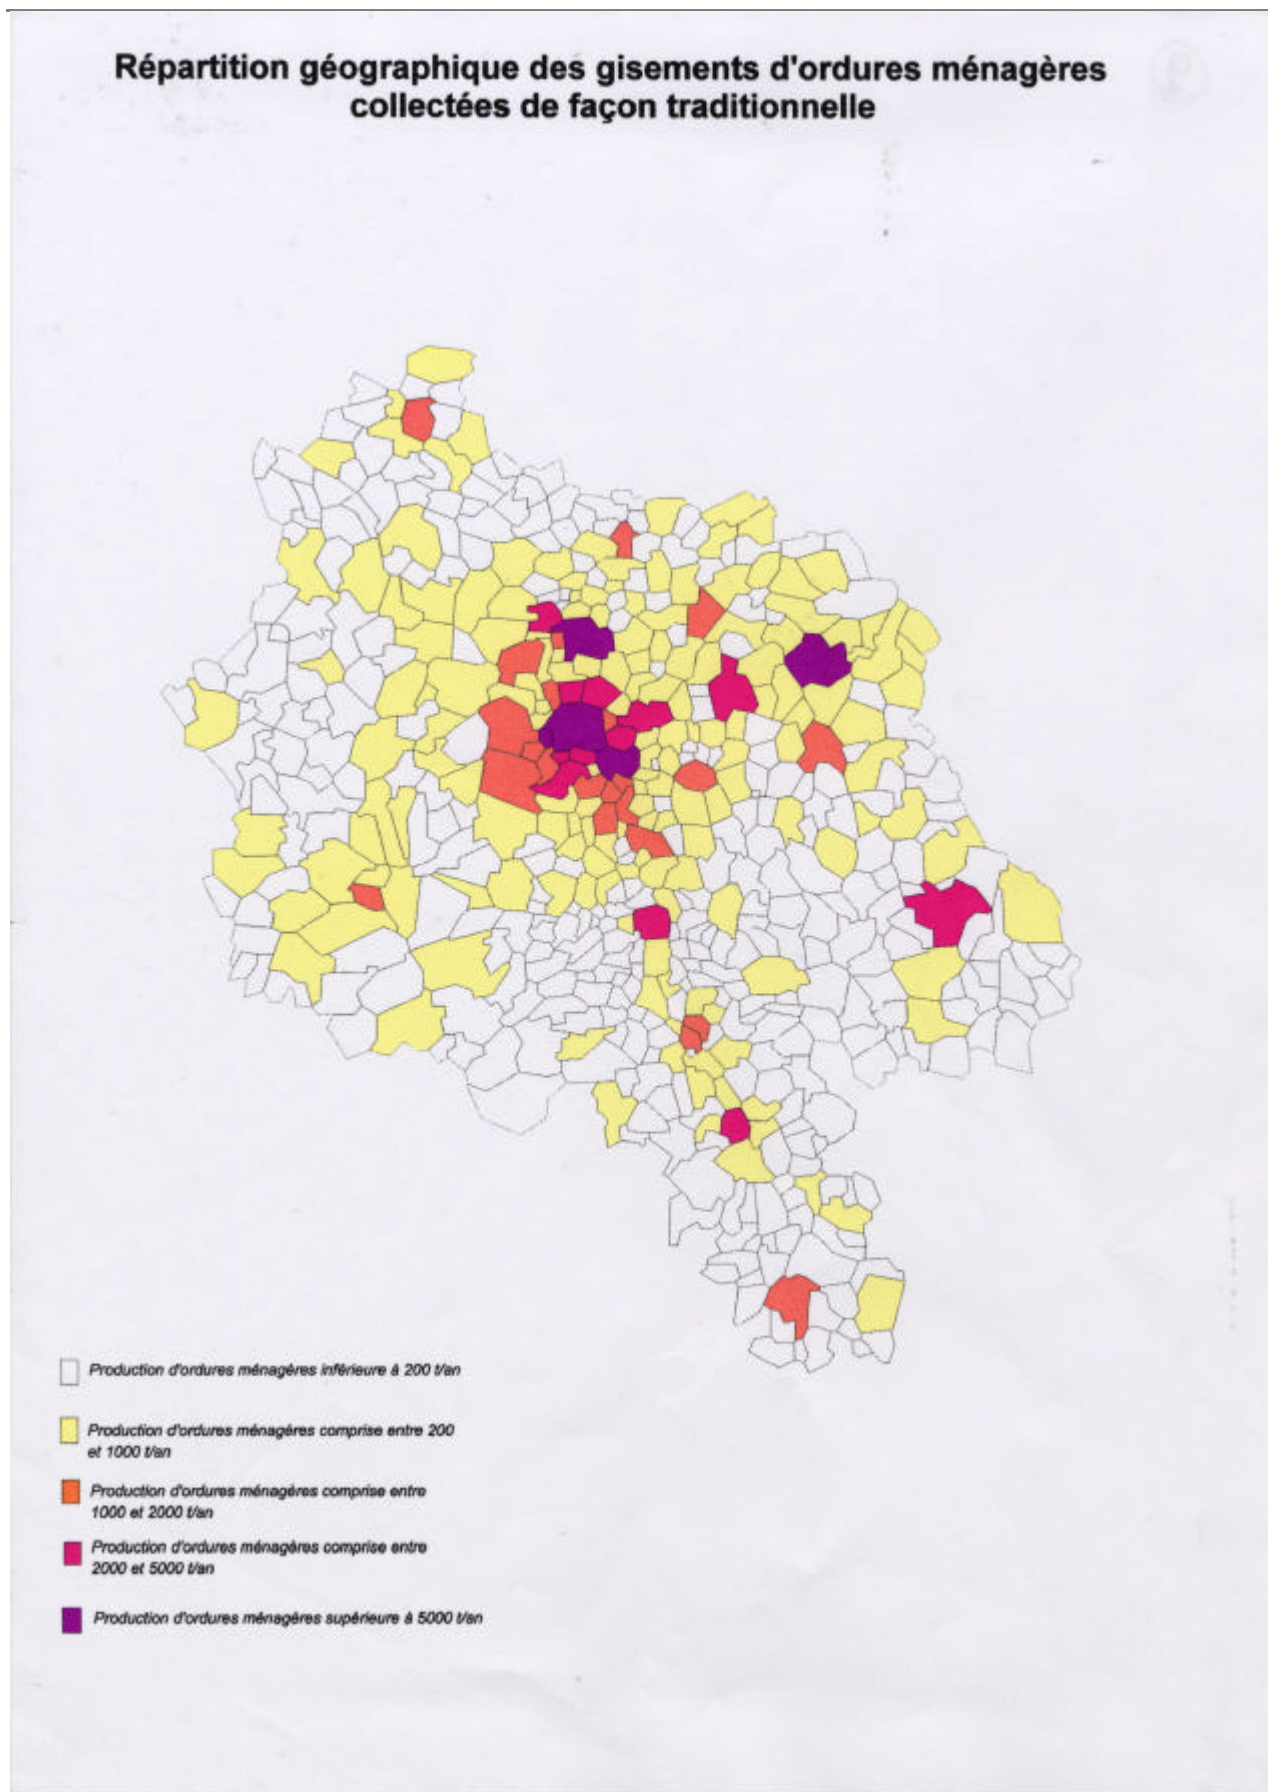 Répartition géographique des gisements d'ordures ménagères
collectées de façon traditionnelle
Production d'ordures ménagères inférieure à 200 t/an
Production d'ordures ménagères comprise entre 200
et 1000 t/an
Production d'ordures ménagères comprise entre
1000 et 2000 t/an
Production d'ordures ménagères comprise entre
2000 et 5000 t/an
Production d'ordures ménagères supérieure à 5000 t/an